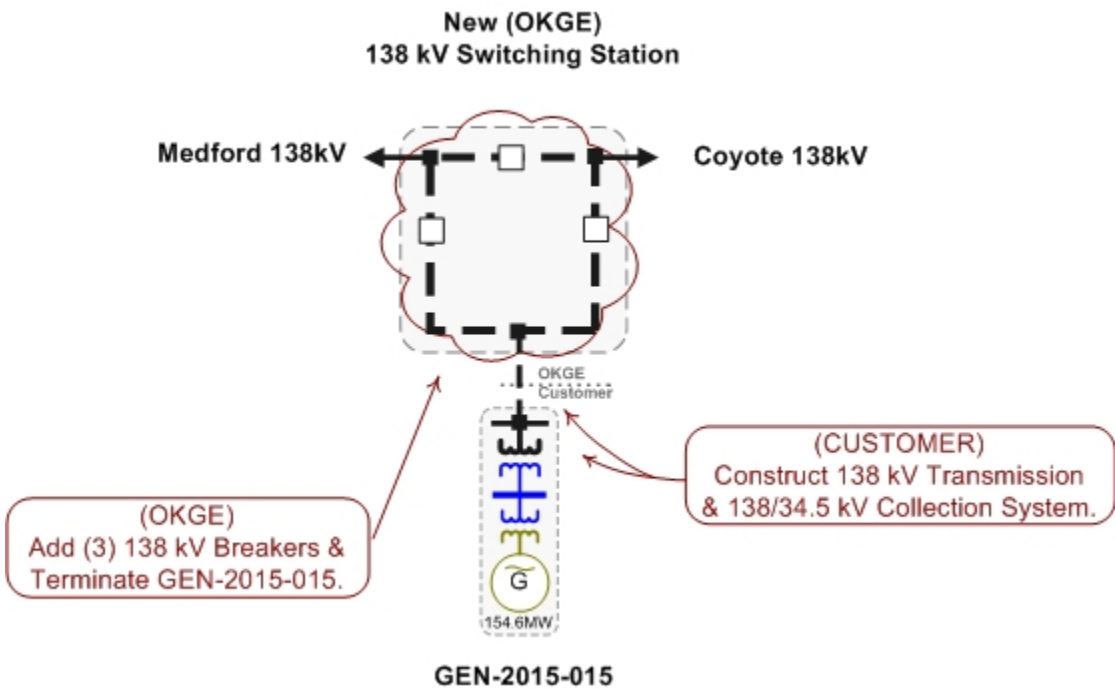 New (OKGE)
138 kV Switching Station
Medford 138kV
Coyote 138kV
OKGE
Customer
(CUSTOMER)
Construct 138 kV Transmission
& 138/34.5 kV Collection System.
(OKGE)
Add (3) 138 kV Breakers &
Terminate GEN-2015-015.
G
154.6MW
GEN-2015-015